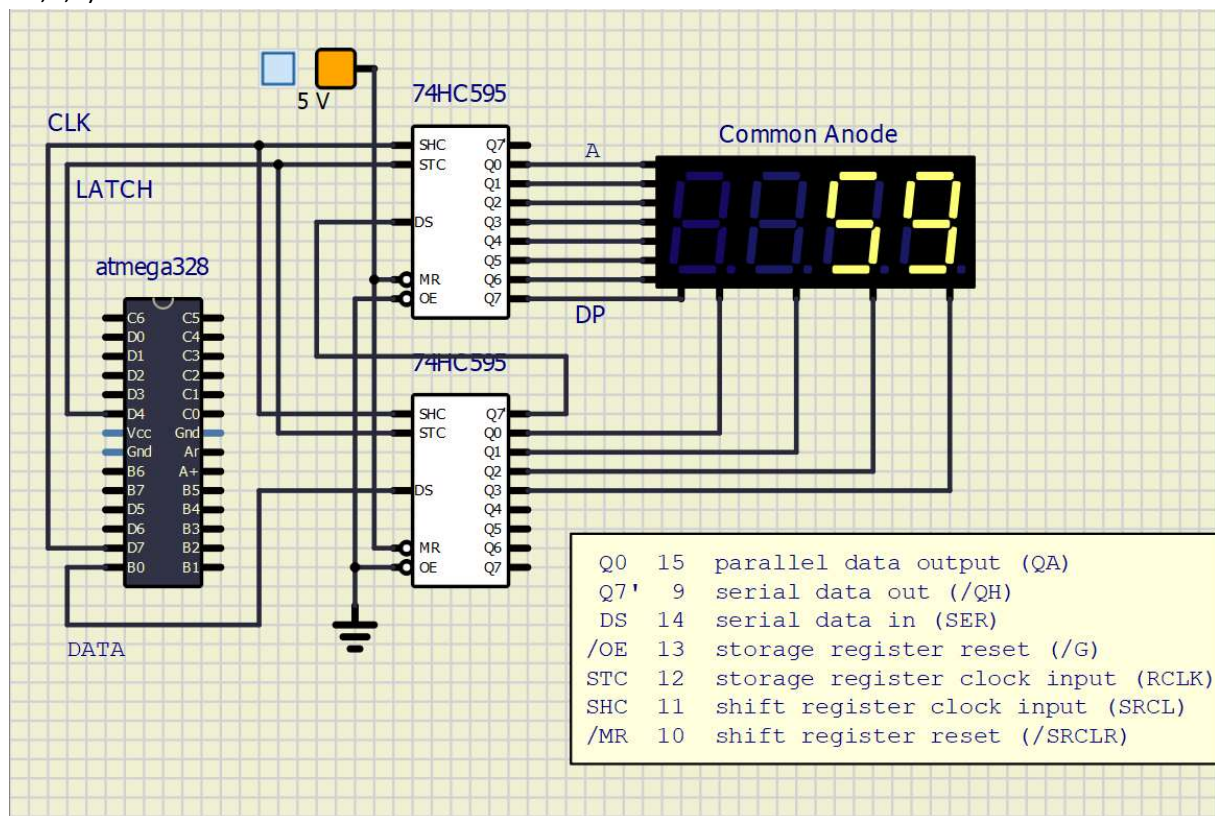 5 V
74HC595
CLK
Common Anode
SHC Q7'
STC Q0
A
Q1
LATCH
Q2
DS Q3
Q4
atmega328
Q5
MR Q6
OE Q7
DP
C6 C5
D0 C4
D1 C3
D2 C2
D3 C1
D4 C0
Vcc Gnd
Gnd Ar
B6 A+
B7 B5
D5 B4
D6 B3
D7 B2
B0 B1
DATA
74HC595
SHC Q7'
STC Q0
Q1
Q2
DS Q3
Q4
Q5
MR Q6
OE Q7
59
Q0 15 parallel data output (QA)
Q7' 9 serial data out (/QH)
DS 14 serial data in (SER)
/OE 13 storage register reset (/G)
STC 12 storage register clock input (RCLK)
SHC 11 shift register clock input (SRCL)
/MR 10 shift register reset (/SRCLR)